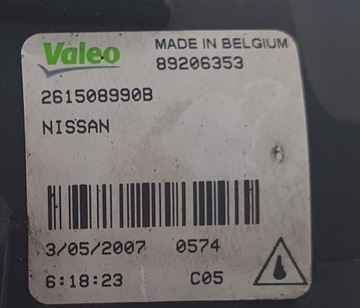 Valeo MADE IN BELGIUM
89206353
261508990B
NISSAN
3/05/2007 0574
6:18:23 C05